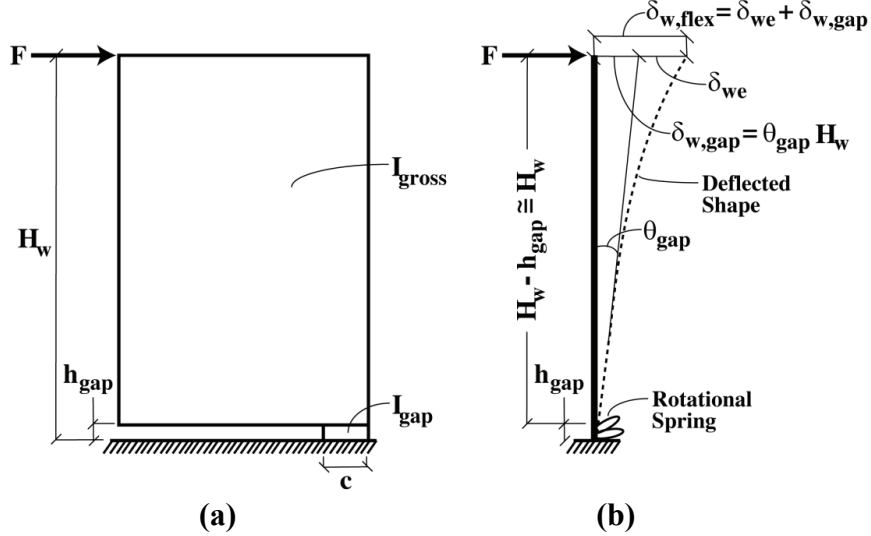 F
H_w
h_gap
I_gross
I_gap
c
(a)
δ_w,flex = δ_we + δ_w,gap
F
δ_we
δ_w,gap = θ_gap H_w
Deflected
Shape
θ_gap
H_w - h_gap ≅ H_w
h_gap
Rotational
Spring
(b)